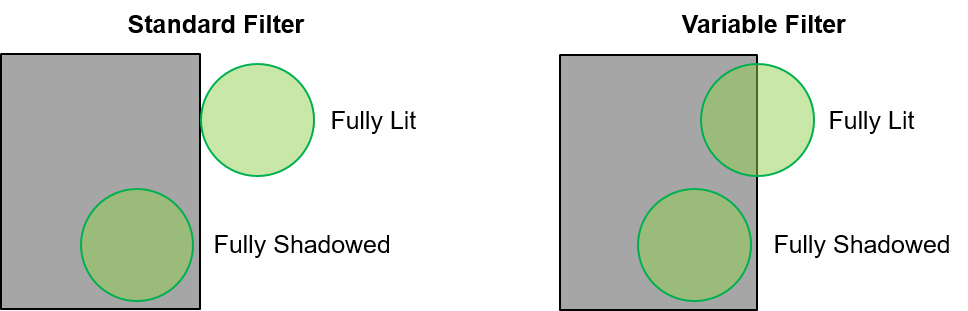 Standard Filter
Variable Filter
Fully Lit
Fully Lit
Fully Shadowed
Fully Shadowed